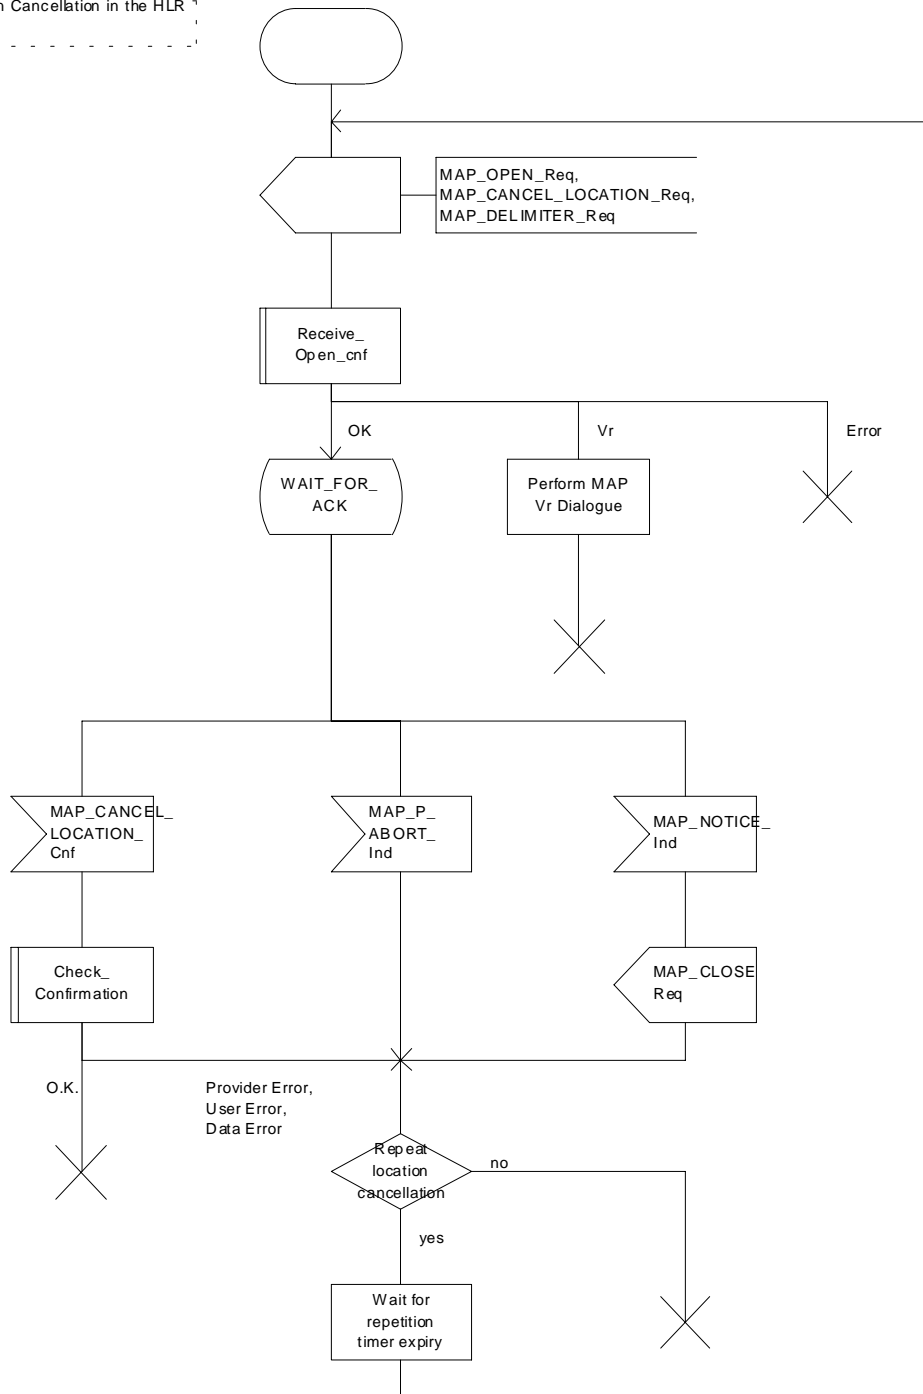 n Cancellation in the HLR
MAP_OPEN_Req,
MAP_CANCEL_LOCATION_Req,
MAP_DELIMITER_Req
Receive_
Open_cnf
OK
Vr
Error
WAIT_FOR_
ACK
Perform MAP
Vr Dialogue
MAP_CANCEL_
LOCATION_
Cnf
MAP_P_
ABORT_
Ind
MAP_NOTICE_
Ind
Check_
Confirmation
MAP_CLOSE
Req
O.K.
Provider Error,
User Error,
Data Error
Repeat
location
cancellation
no
yes
Wait for
repetition
timer expiry